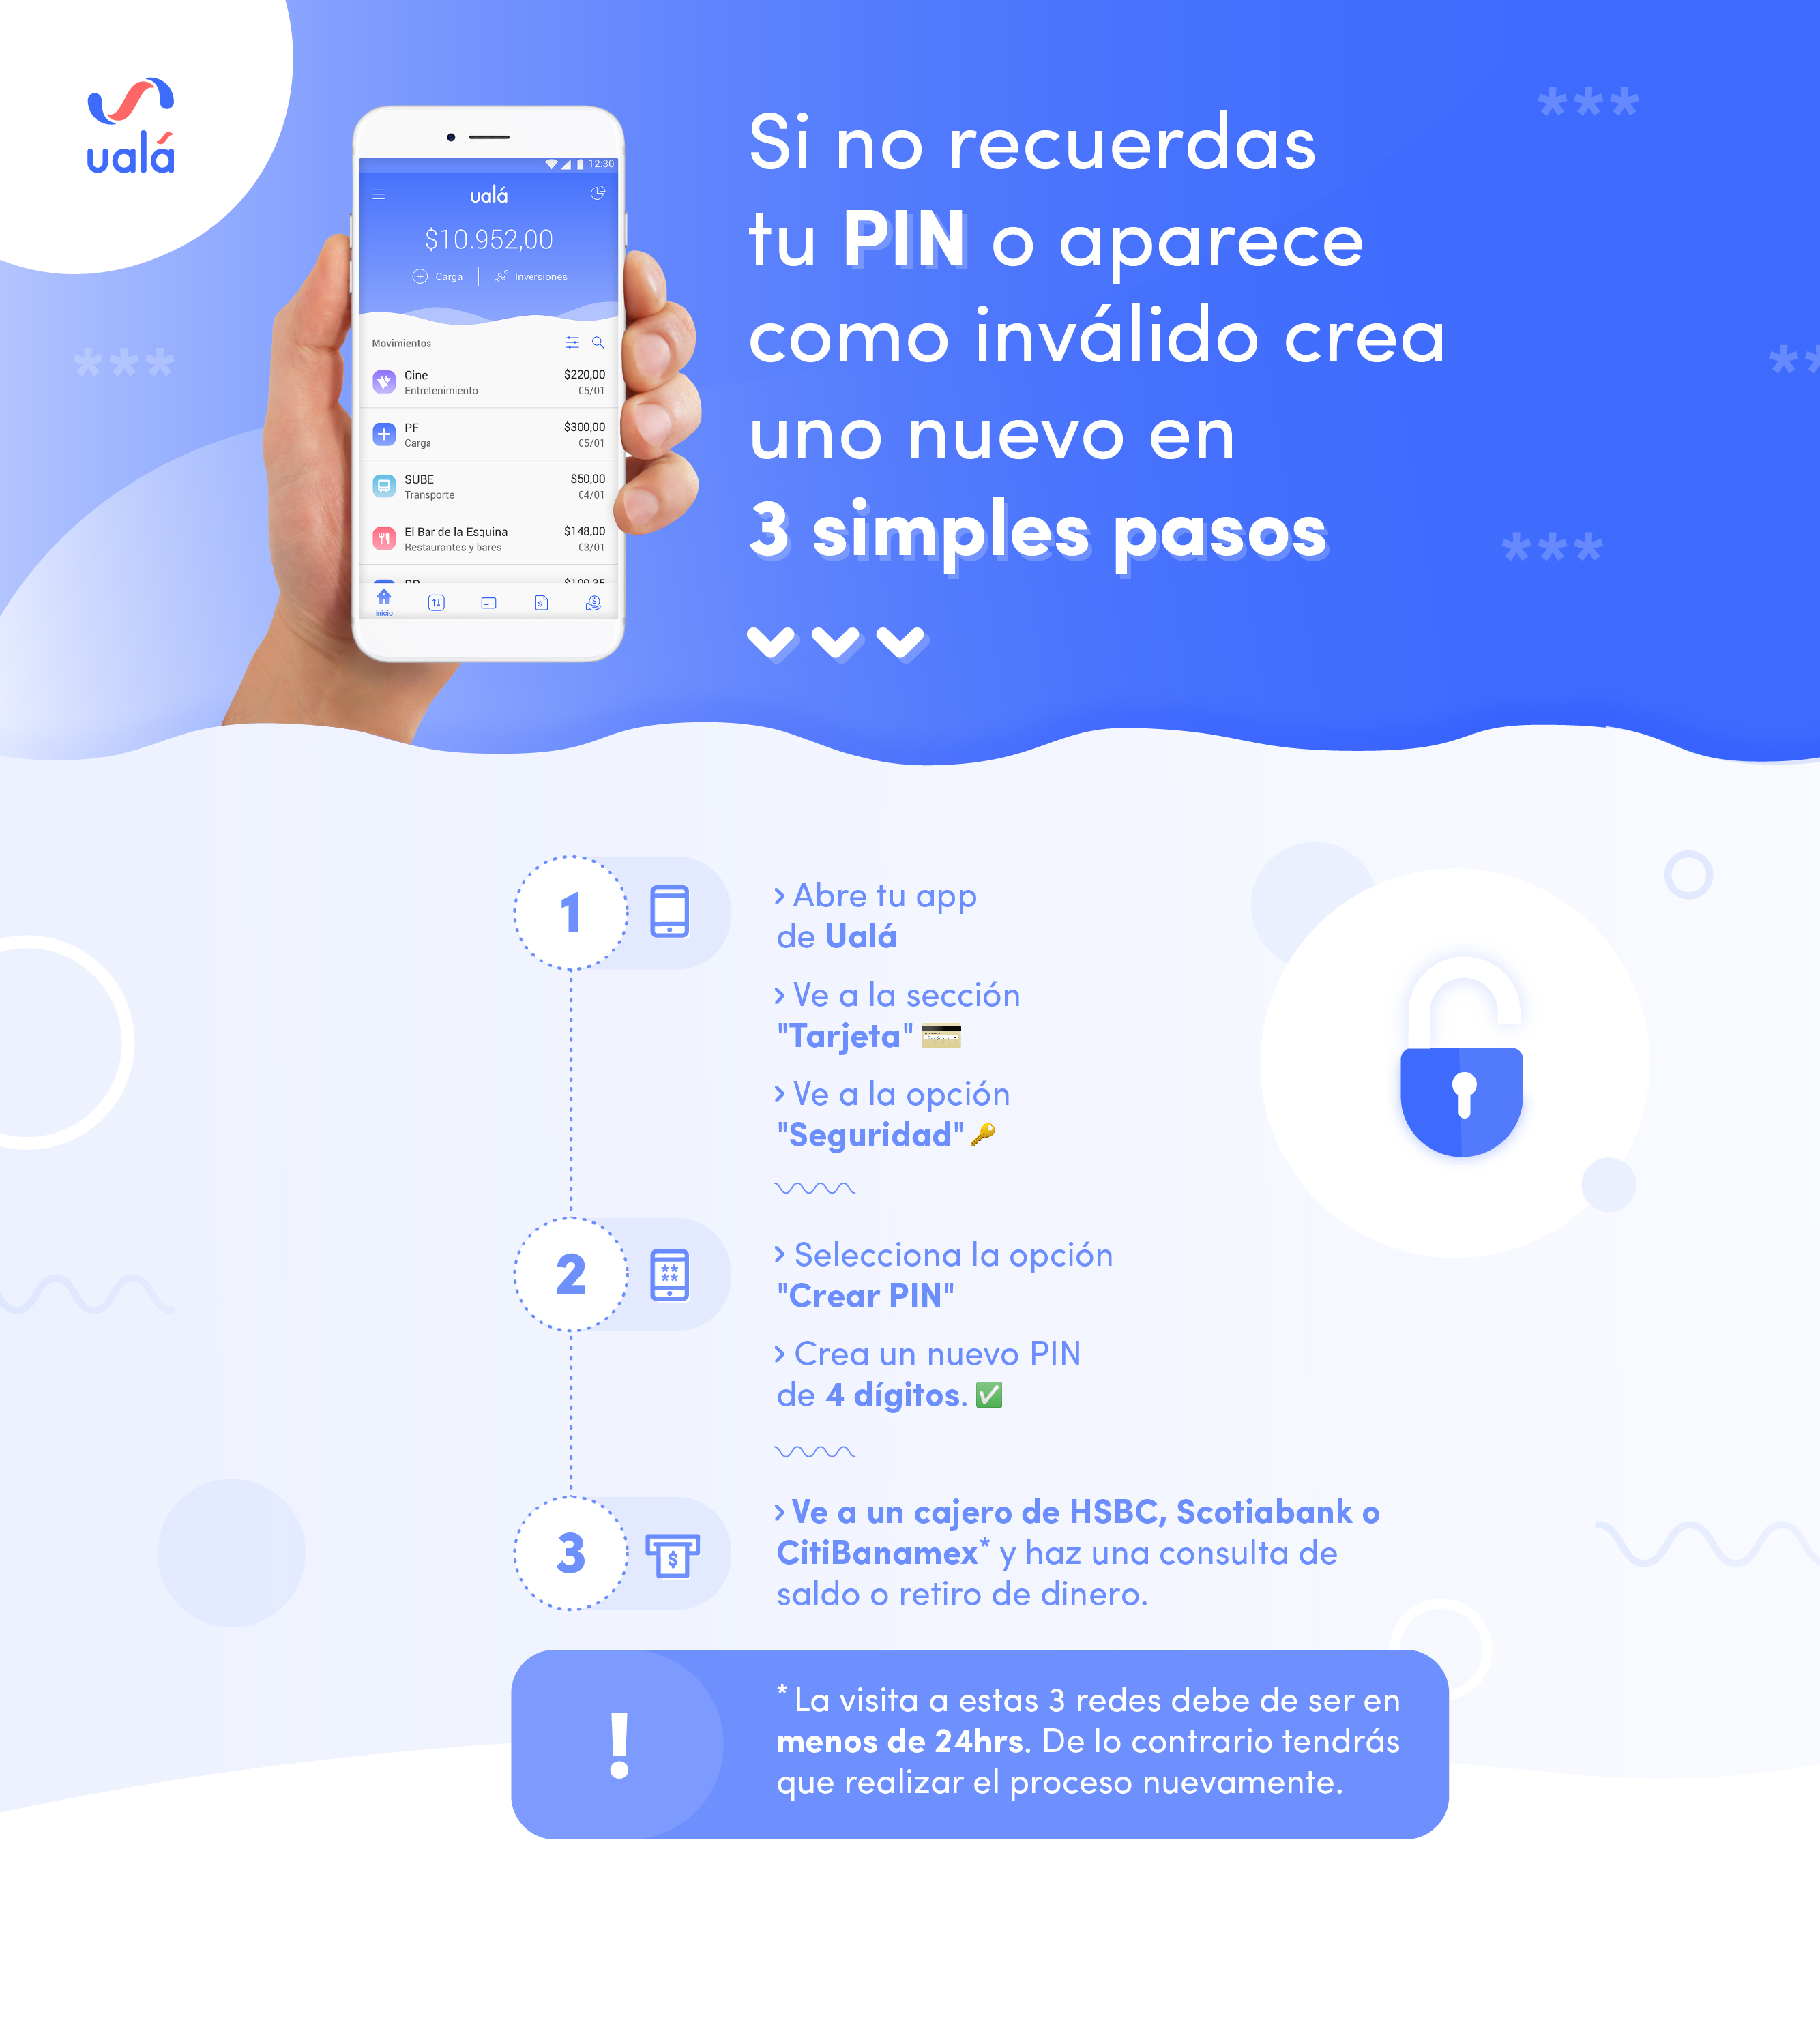 ualá
12:30
ualá
$10.952,00
Carga
Inversiones
Movimientos
Cine $220,00
Entretenimiento 05/01
PF $300,00
Carga 05/01
SUBE $50,00
Transporte 04/01
El Bar de la Esquina $148,00
Restaurantes y bares 03/01
Inicio
Si no recuerdas
tu PIN o aparece
como inválido crea
uno nuevo en
3 simples pasos
***
***
***
1
> Abre tu app
de Ualá
> Ve a la sección
"Tarjeta"
> Ve a la opción
"Seguridad"
2
> Selecciona la opción
"Crear PIN"
> Crea un nuevo PIN
de 4 dígitos. ✅
3
> Ve a un cajero de HSBC, Scotiabank o
CitiBanamex* y haz una consulta de
saldo o retiro de dinero.
!
* La visita a estas 3 redes debe de ser en
menos de 24hrs. De lo contrario tendrás
que realizar el proceso nuevamente.